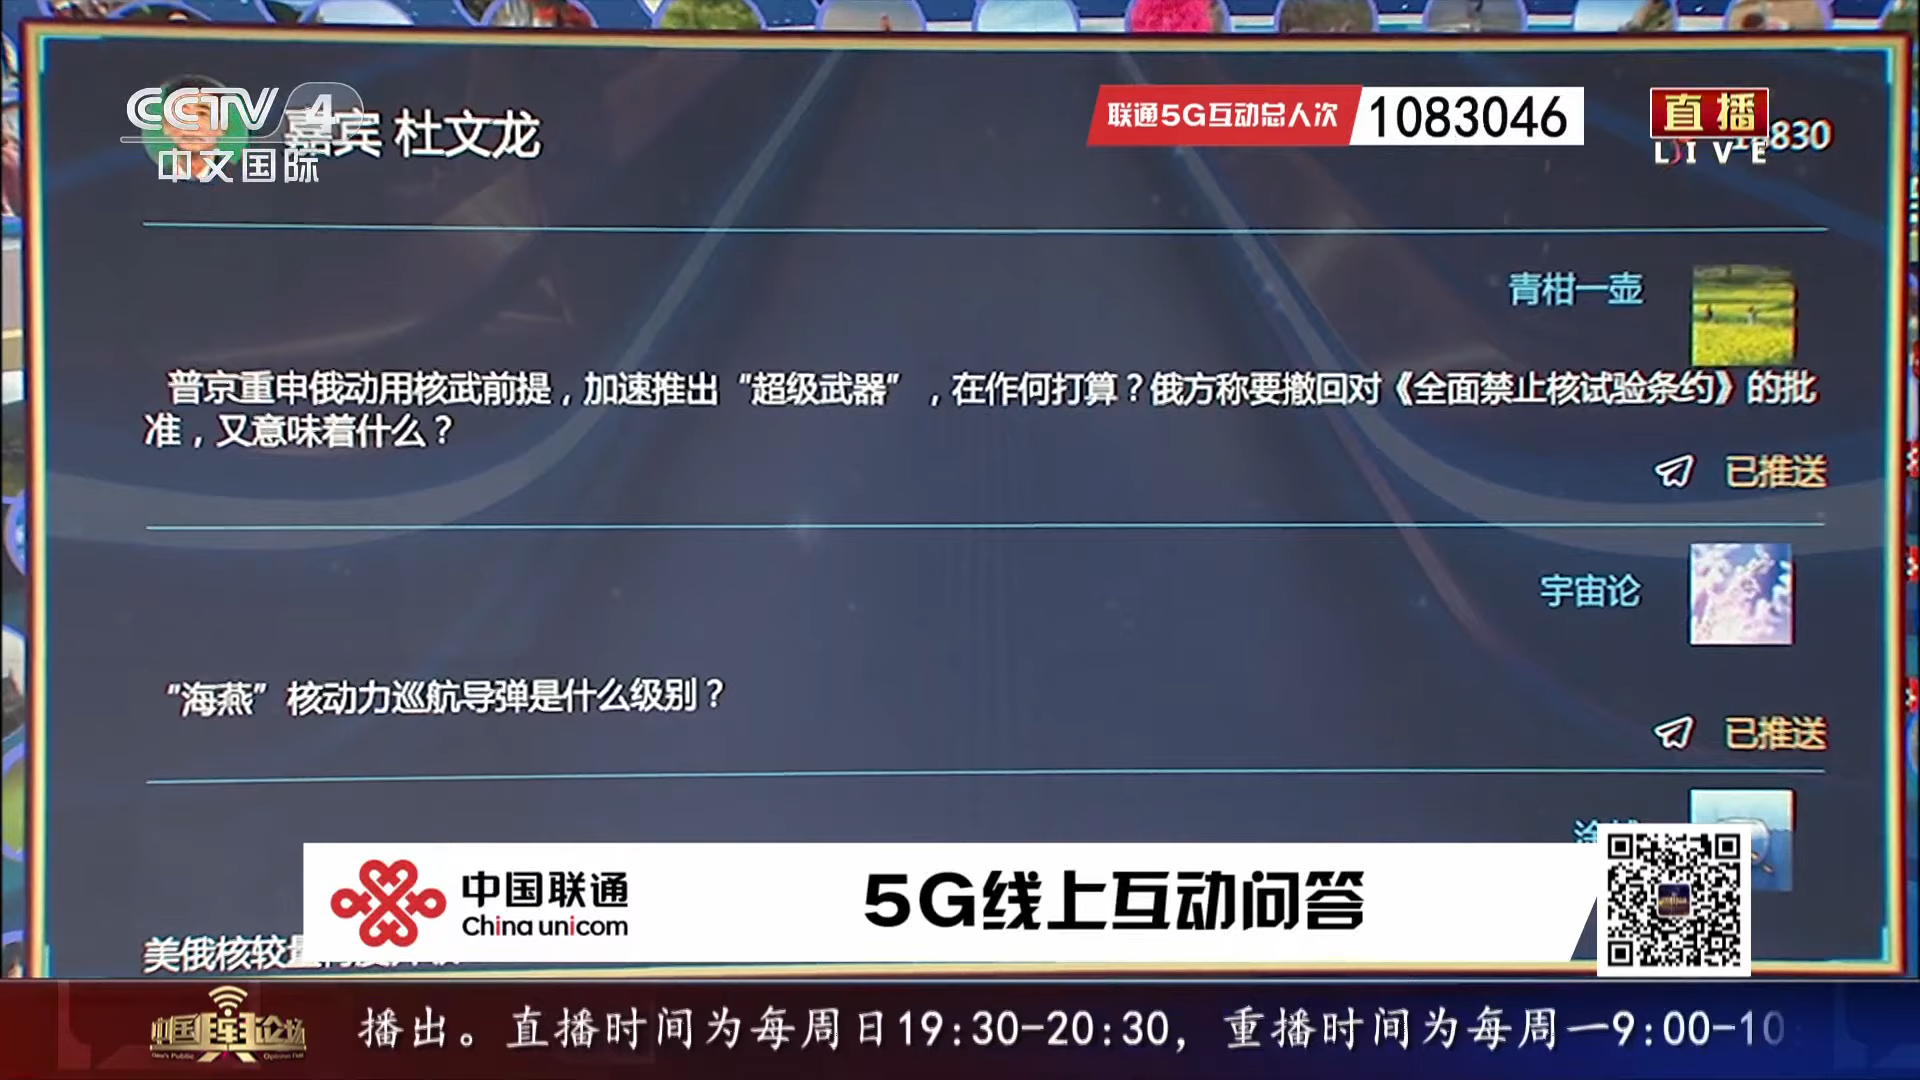 CCTV 4
中文国际
嘉宾 杜文龙
联通5G互动总人次 1083046
直播
LIVE
830
青柑一壶
普京重申俄动用核武前提，加速推出“超级武器”，在作何打算？俄方称要撤回对《全面禁止核试验条约》的批
准，又意味着什么？
已推送
宇宙论
“海燕”核动力巡航导弹是什么级别？
已推送
中国联通
China unicom
5G线上互动问答
美俄核较
中国舆论场
播出。直播时间为每周日19:30-20:30，重播时间为每周一9:00-10